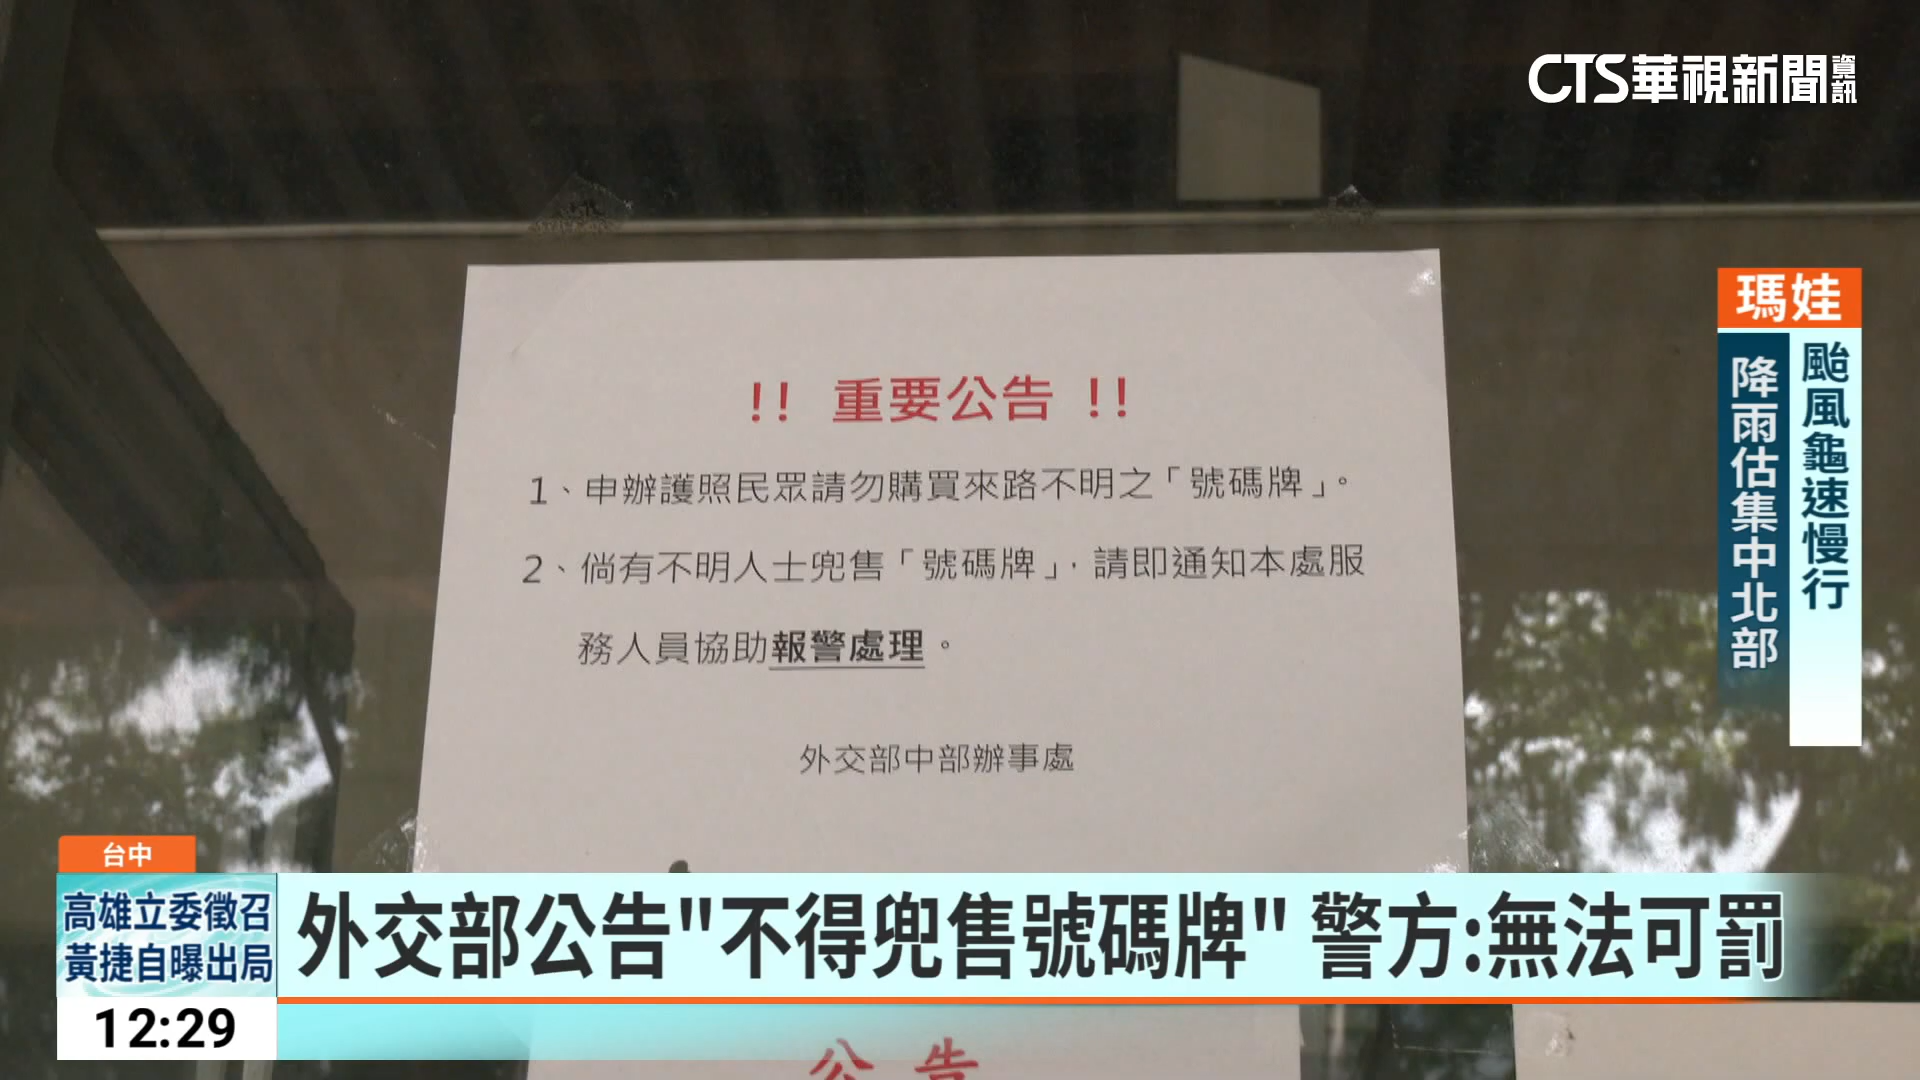 CTS華視新聞資訊
瑪娃
颱風龜速慢行
降雨估集中北部
!! 重要公告 !!
1、申辦護照民眾請勿購買來路不明之「號碼牌」。
2、倘有不明人士兜售「號碼牌」，請即通知本處服
務人員協助報警處理。
外交部中部辦事處
台中
高雄立委徵召
黃捷自曝出局
外交部公告"不得兜售號碼牌" 警方:無法可罰
12:29
公告